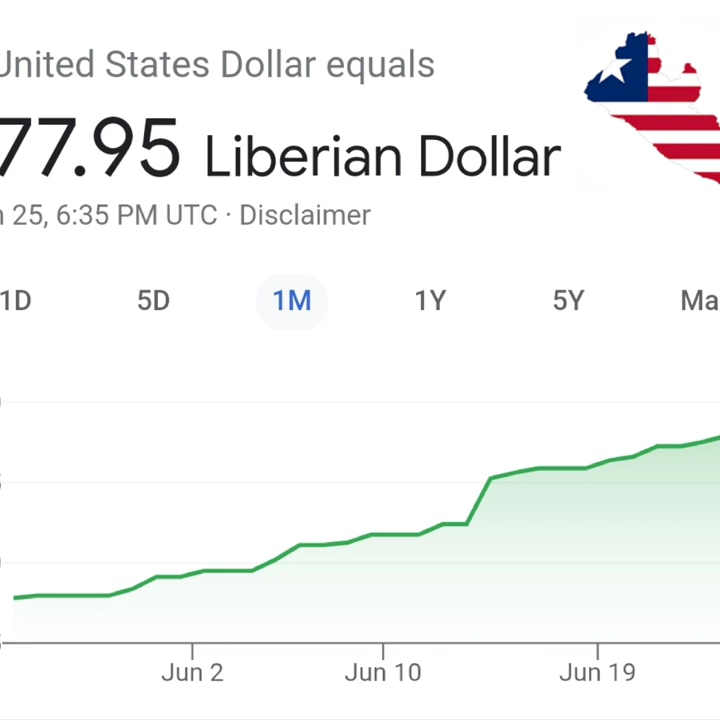 United States Dollar equals
77.95 Liberian Dollar
25, 6:35 PM UTC · Disclaimer
1D 5D 1M 1Y 5Y
Jun 2 Jun 10 Jun 19